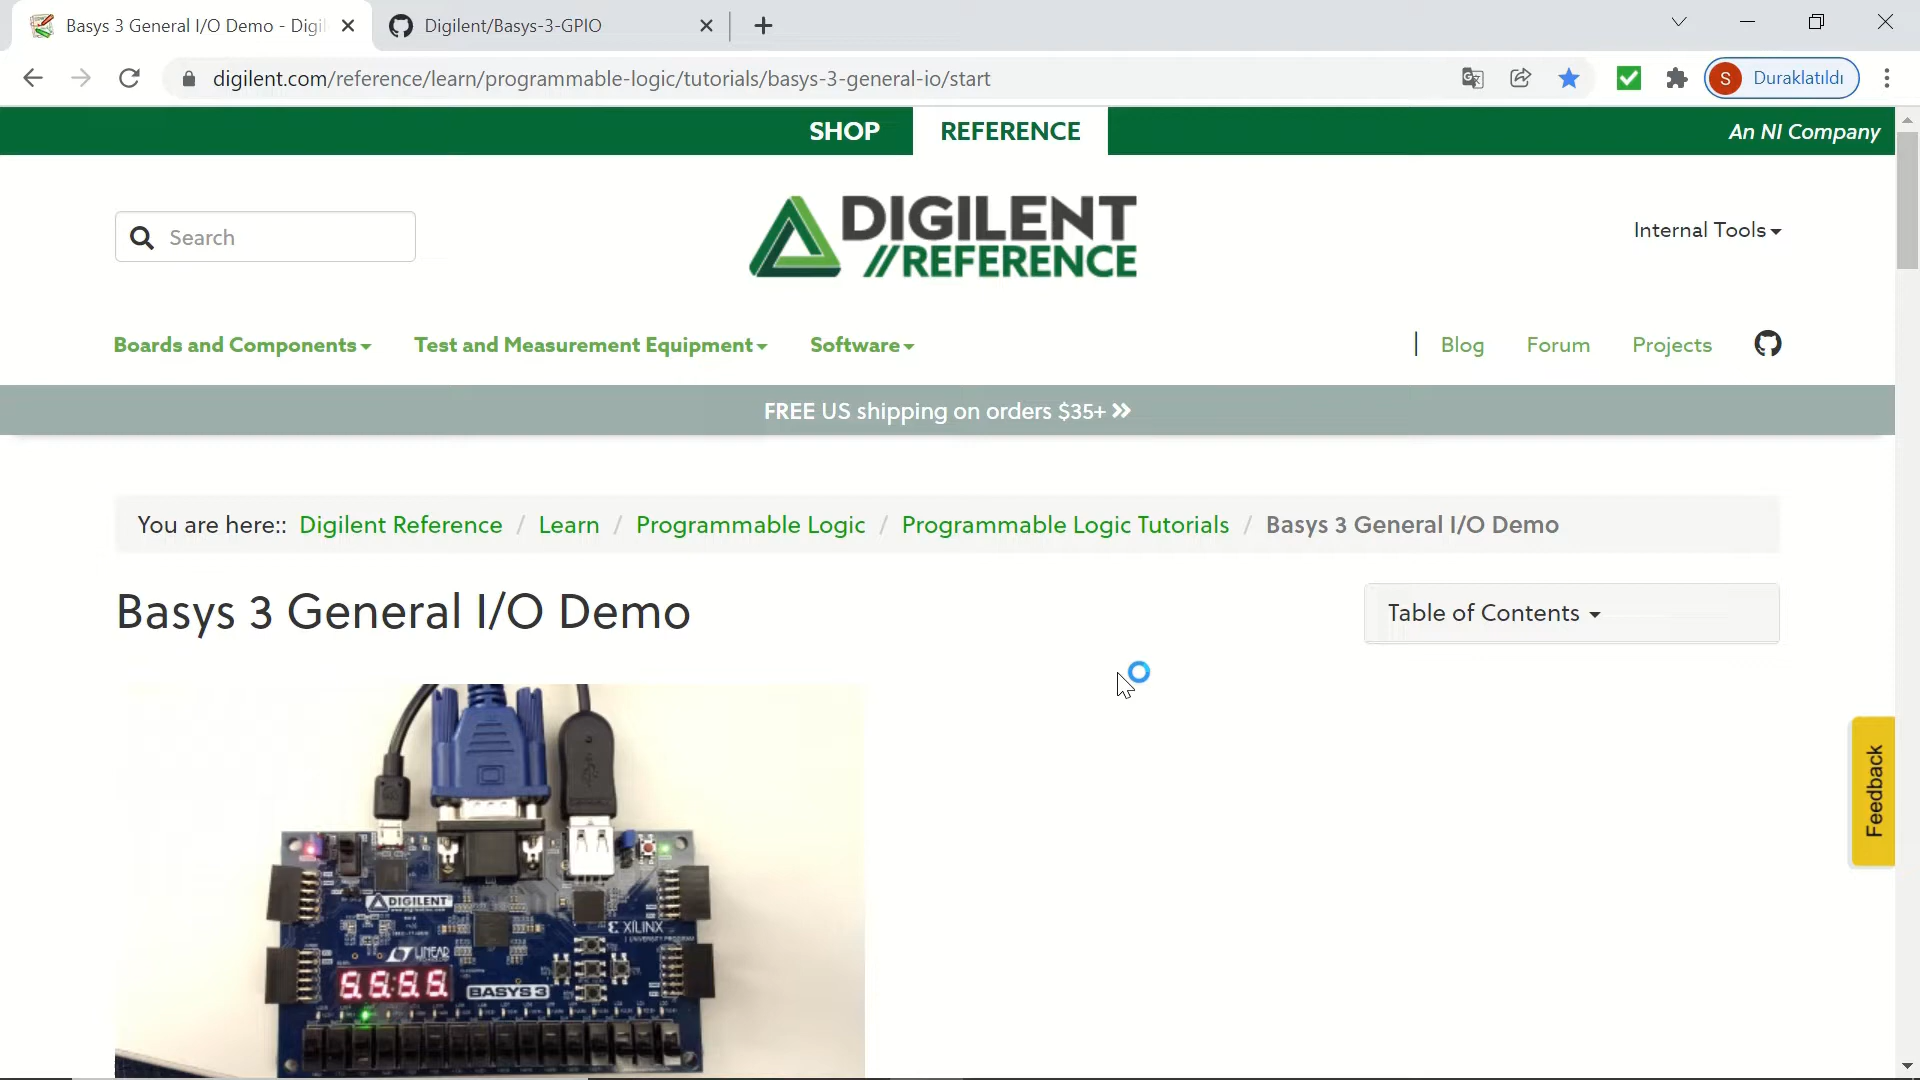 Basys 3 General I/O Demo - Digil
Digilent/Basys-3-GPIO
digilent.com/reference/learn/programmable-logic/tutorials/basys-3-general-io/start
S Duraklatıldı
SHOP REFERENCE An NI Company
Search
DIGILENT
//REFERENCE
Internal Tools
Boards and Components Test and Measurement Equipment Software | Blog Forum Projects
FREE US shipping on orders $35+ »
You are here:: Digilent Reference / Learn / Programmable Logic / Programmable Logic Tutorials / Basys 3 General I/O Demo
Basys 3 General I/O Demo
Table of Contents
Feedback
DIGILENT
XILINX
LINEAR
BASYS 3